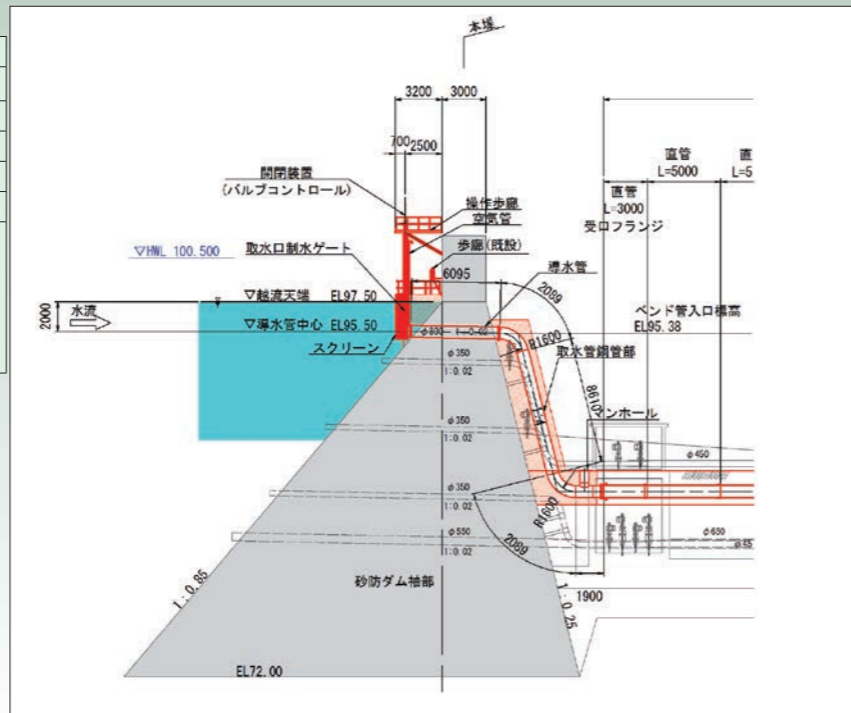 本堤
3200 3000
700 2500
直管
L=5000
直
L=5
直管
L=3000
受口フランジ
開閉装置
(バルブコントロール)
操作歩廊
空気管
▽HWL 100.500
取水口制水ゲート
歩廊(既設)
導水管
6095
2089
▽越流天端 EL97.50
2000
水流
▽導水管中心 EL95.50
スクリーン
φ800 1:0.02
ベンド管入口標高
EL95.38
R1600
取水管鋼管部
φ350
1:0.02
8610
マンホール
φ350
1:0.02
φ450
φ350
1:0.02
R1600
φ550
1:0.02
2089
φ650
1:0.85
砂防ダム袖部
1:0.25
1900
EL72.00